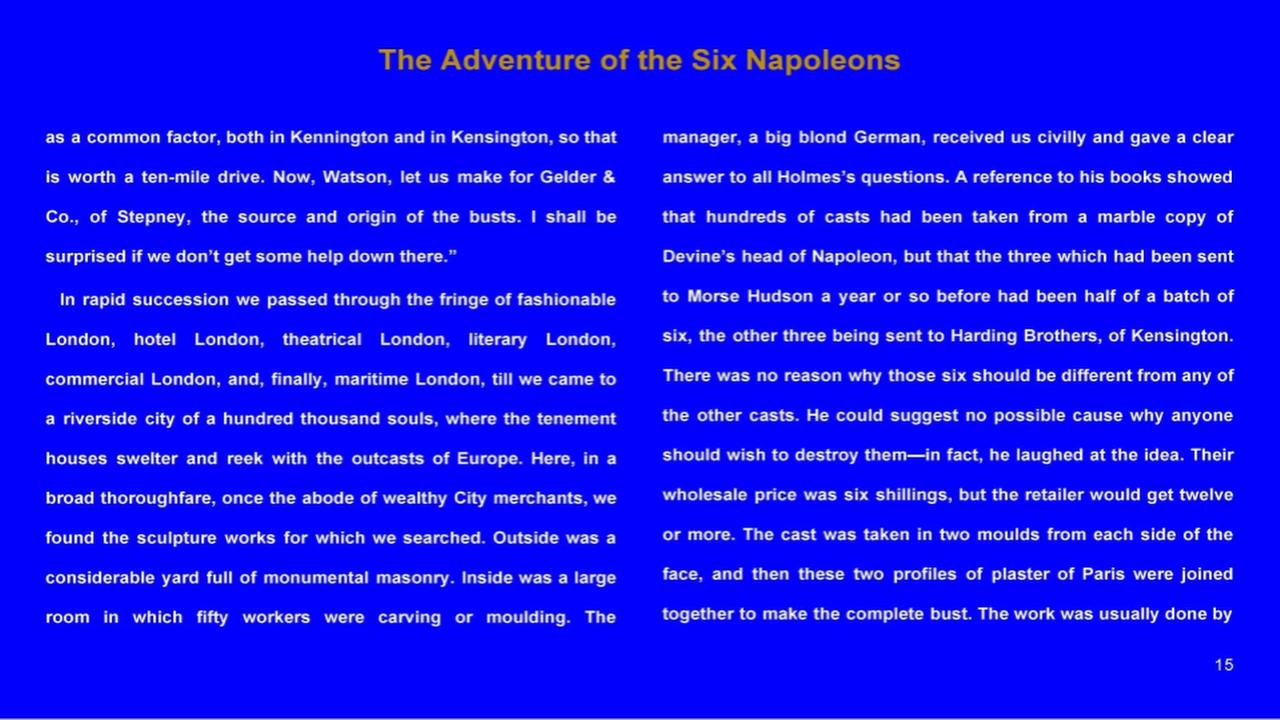 The Adventure of the Six Napoleons
as a common factor, both in Kennington and in Kensington, so that
is worth a ten-mile drive. Now, Watson, let us make for Gelder &
Co., of Stepney, the source and origin of the busts. I shall be
surprised if we don’t get some help down there.”
In rapid succession we passed through the fringe of fashionable
London, hotel London, theatrical London, literary London,
commercial London, and, finally, maritime London, till we came to
a riverside city of a hundred thousand souls, where the tenement
houses swelter and reek with the outcasts of Europe. Here, in a
broad thoroughfare, once the abode of wealthy City merchants, we
found the sculpture works for which we searched. Outside was a
considerable yard full of monumental masonry. Inside was a large
room in which fifty workers were carving or moulding. The
manager, a big blond German, received us civilly and gave a clear
answer to all Holmes’s questions. A reference to his books showed
that hundreds of casts had been taken from a marble copy of
Devine’s head of Napoleon, but that the three which had been sent
to Morse Hudson a year or so before had been half of a batch of
six, the other three being sent to Harding Brothers, of Kensington.
There was no reason why those six should be different from any of
the other casts. He could suggest no possible cause why anyone
should wish to destroy them—in fact, he laughed at the idea. Their
wholesale price was six shillings, but the retailer would get twelve
or more. The cast was taken in two moulds from each side of the
face, and then these two profiles of plaster of Paris were joined
together to make the complete bust. The work was usually done by
15